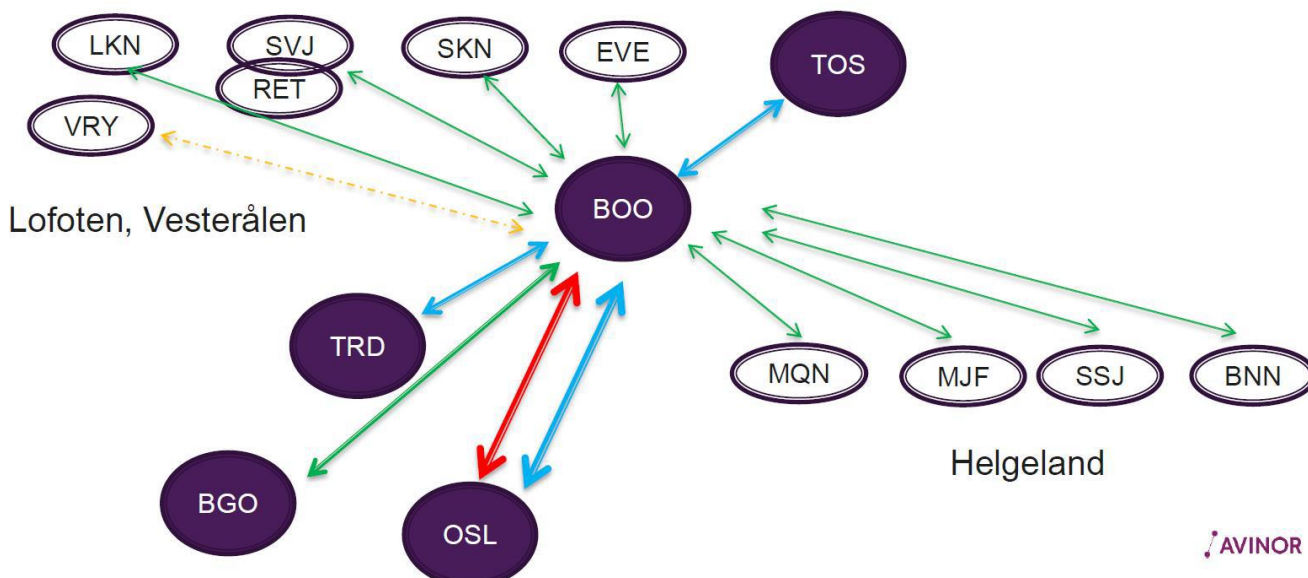 LKN
SVJ
SKN
EVE
TOS
RET
VRY
BOO
Lofoten, Vesterålen
TRD
MQN
MJF
SSJ
BNN
Helgeland
BGO
OSL
AVINOR